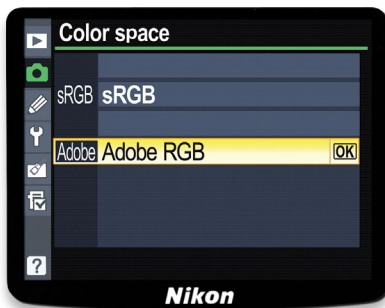 Color space
sRGB sRGB
Adobe Adobe RGB OK
?
Nikon